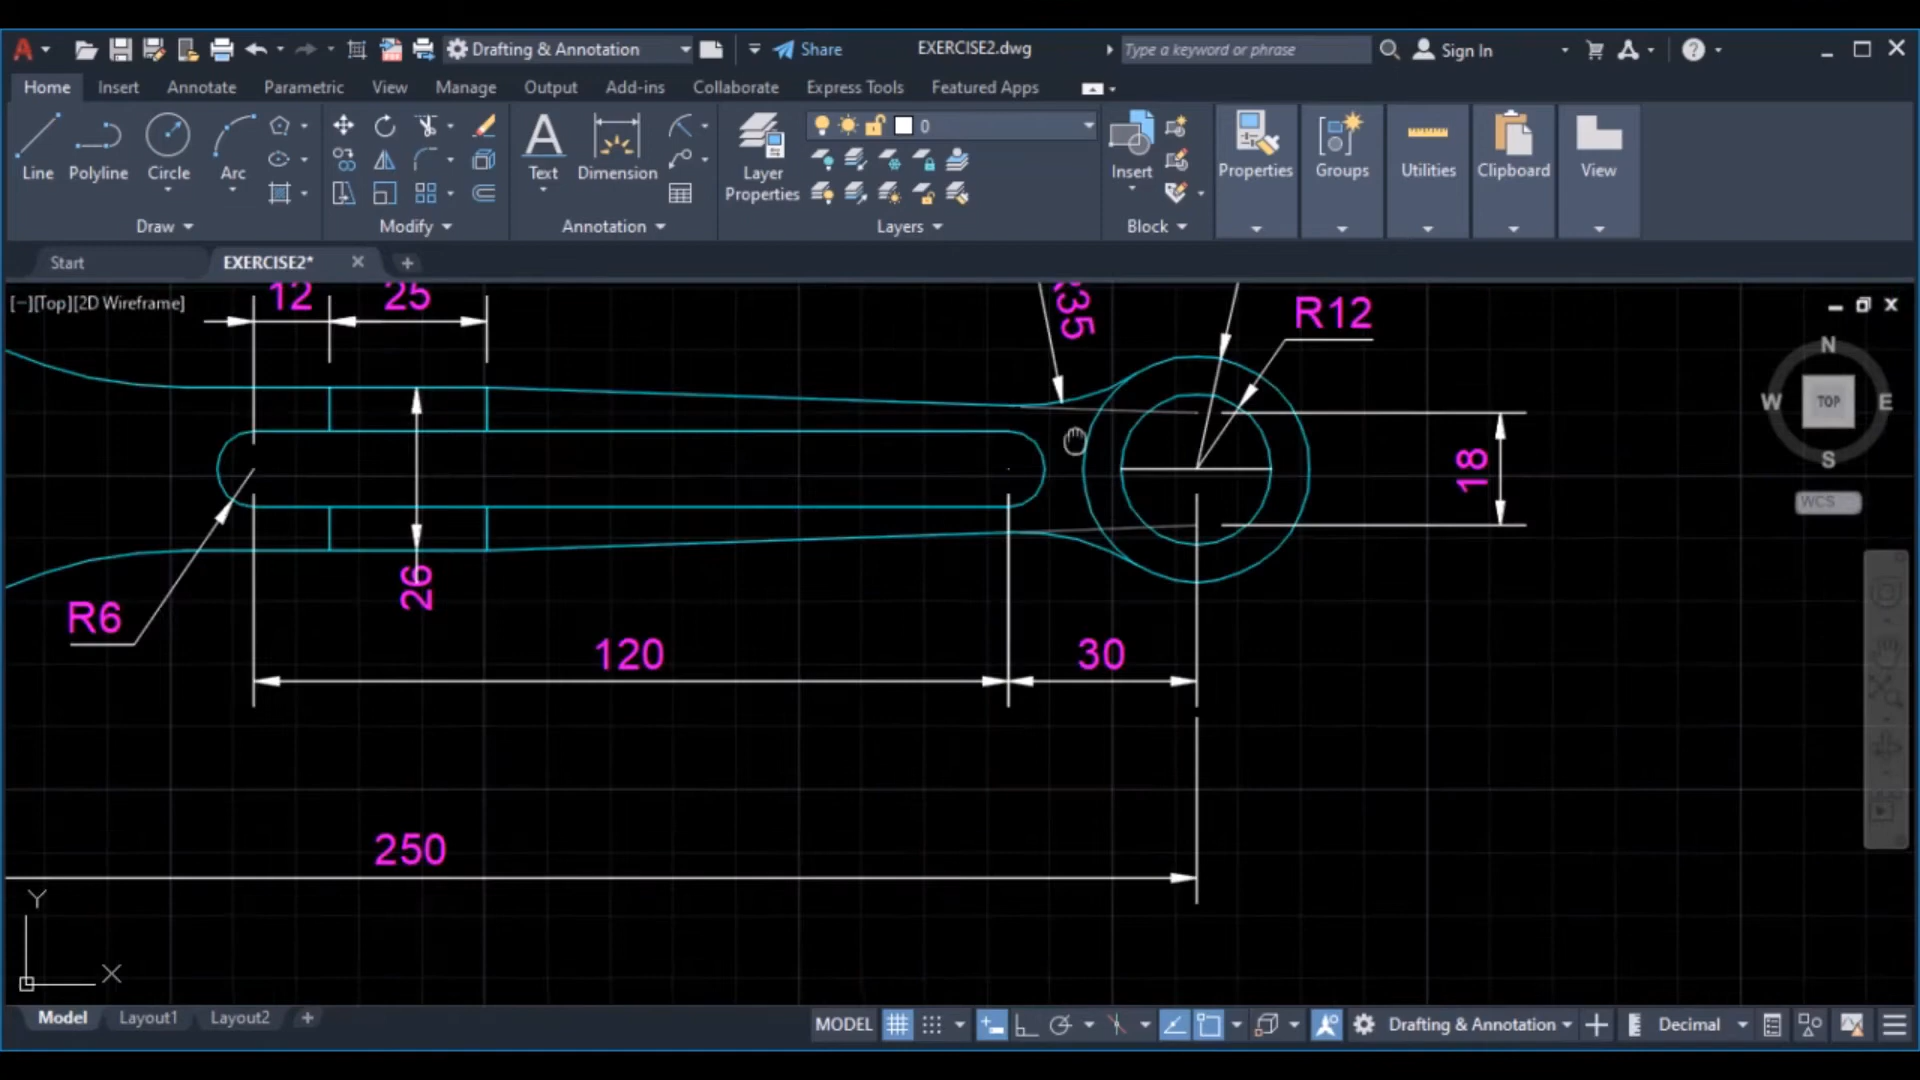 Drafting & Annotation
Share
EXERCISE2.dwg
Type a keyword or phrase
Sign In
Home Insert Annotate Parametric View Manage Output Add-ins Collaborate Express Tools Featured Apps
0
Line Polyline Circle Arc
Text Dimension
Layer
Properties
Insert
Properties Groups Utilities Clipboard View
Draw Modify Annotation Layers Block
Start EXERCISE2* +
[−][Top][2D Wireframe]
12 25
R35
R12
N
W TOP E
S
WCS
18
26
R6
120
30
250
Y
X
Model Layout1 Layout2 +
MODEL
Drafting & Annotation
Decimal